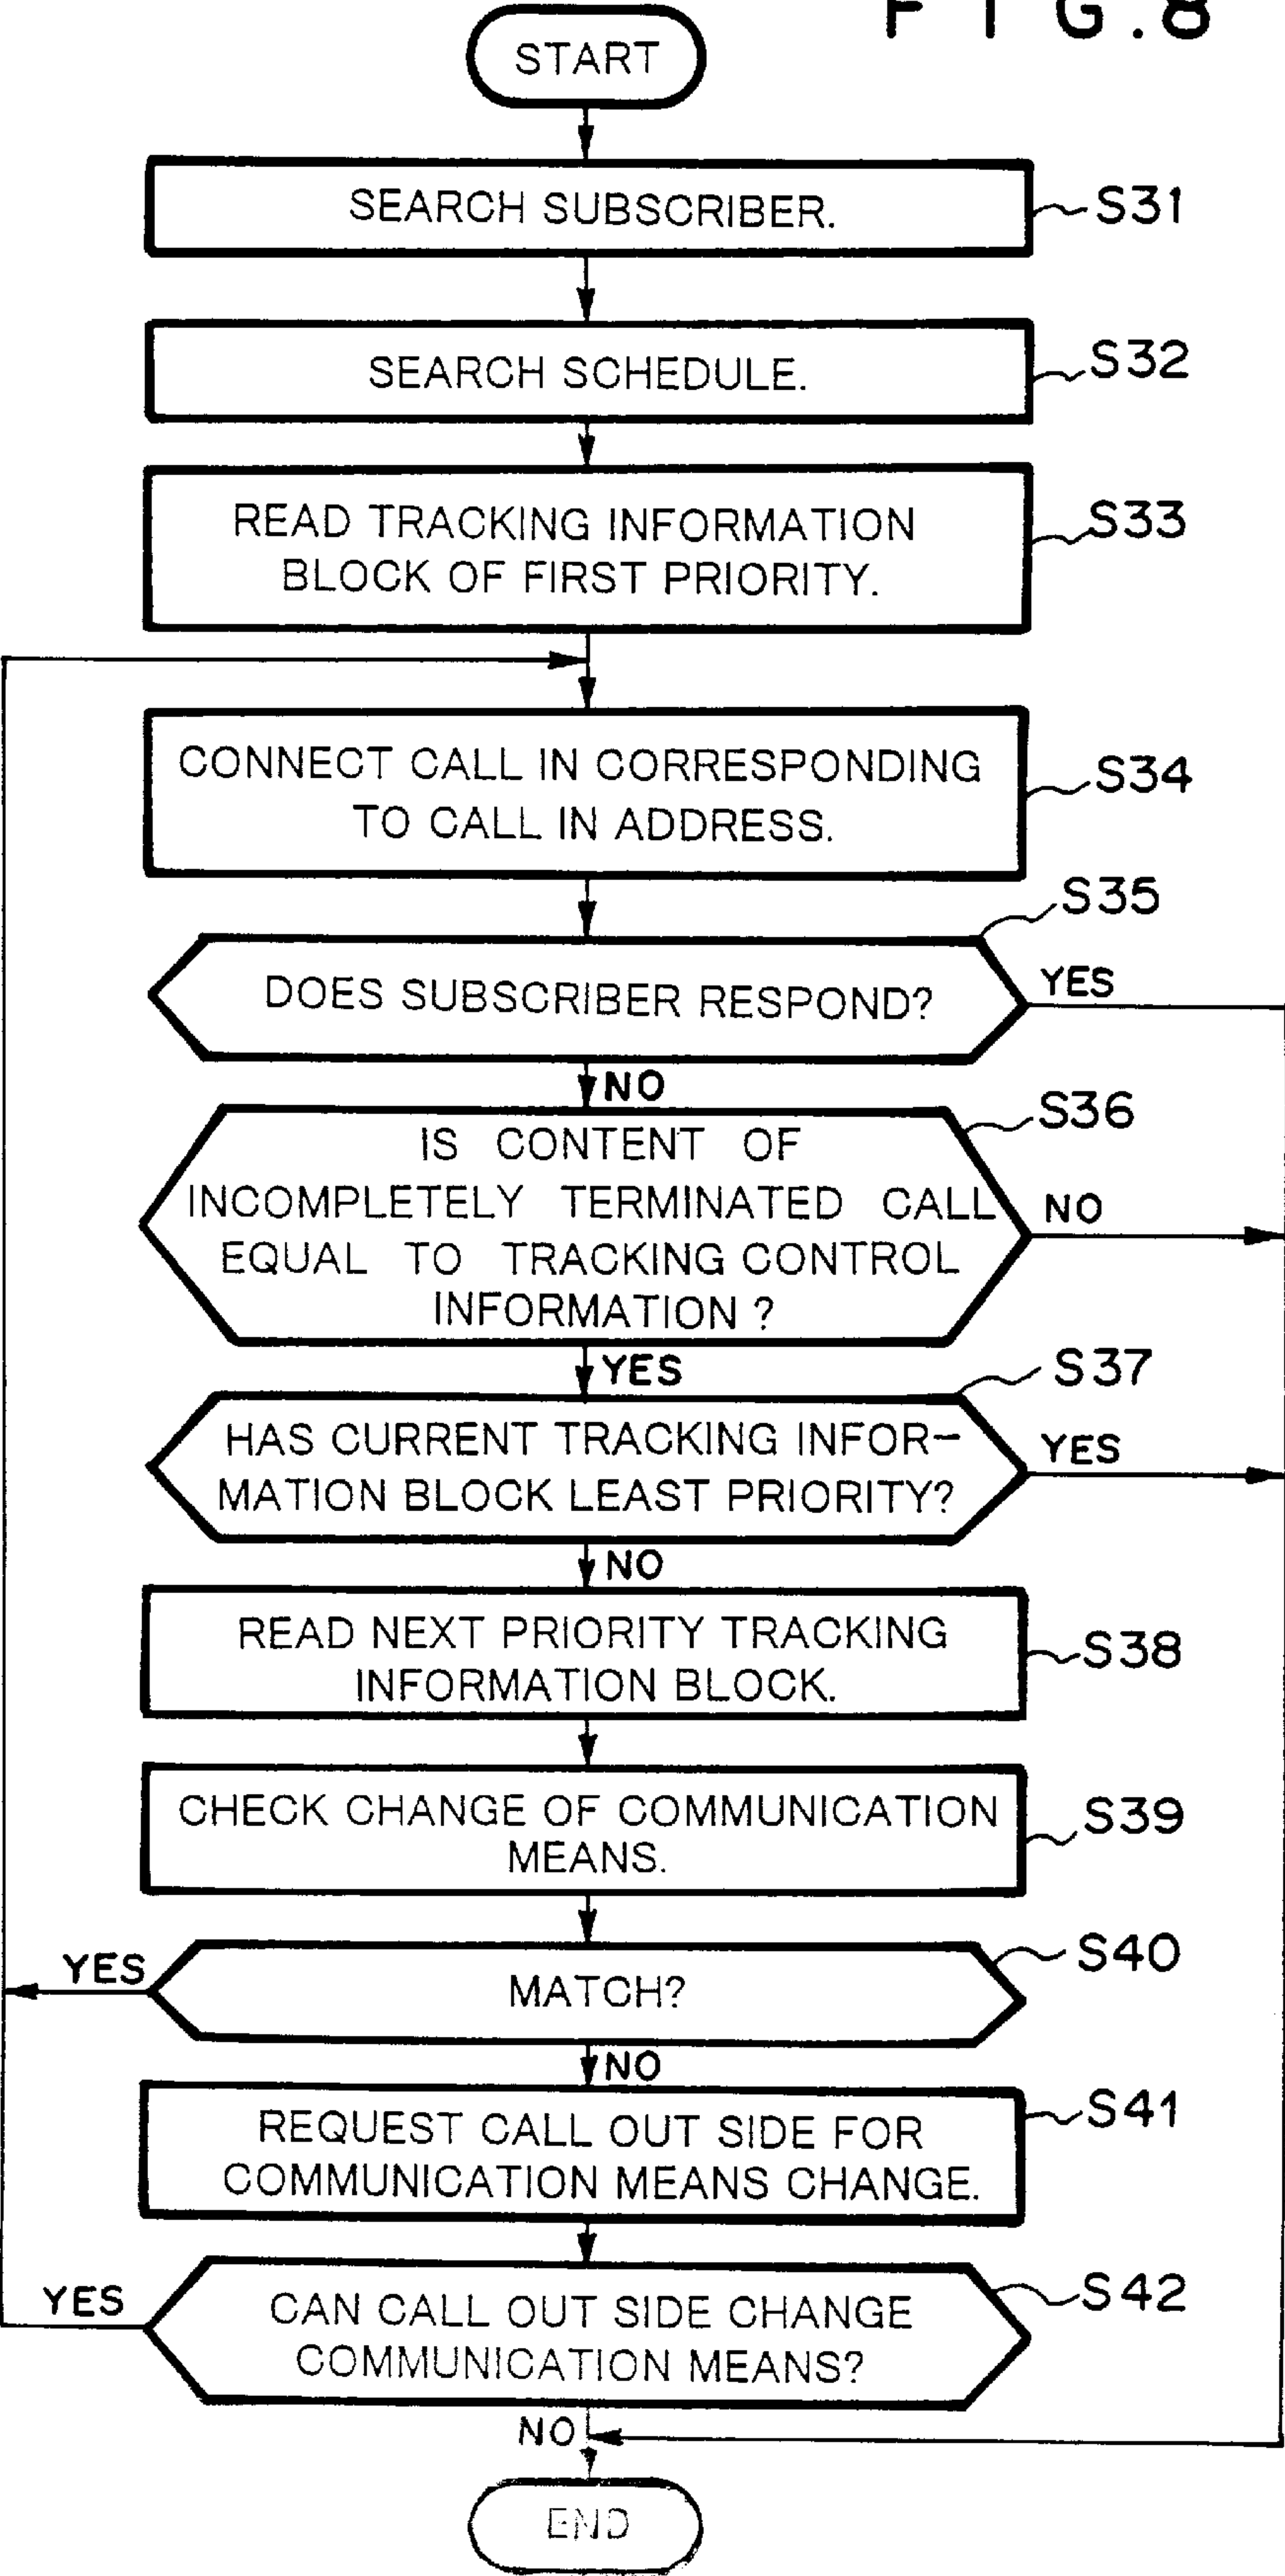 FIG.8
START
SEARCH SUBSCRIBER.
S31
SEARCH SCHEDULE.
S32
READ TRACKING INFORMATION
BLOCK OF FIRST PRIORITY.
S33
CONNECT CALL IN CORRESPONDING
TO CALL IN ADDRESS.
S34
S35
DOES SUBSCRIBER RESPOND?
YES
NO
S36
IS CONTENT OF
INCOMPLETELY TERMINATED CALL
EQUAL TO TRACKING CONTROL
INFORMATION ?
NO
YES
S37
HAS CURRENT TRACKING INFOR-
MATION BLOCK LEAST PRIORITY?
YES
NO
READ NEXT PRIORITY TRACKING
INFORMATION BLOCK.
S38
CHECK CHANGE OF COMMUNICATION
MEANS.
S39
S40
YES
MATCH?
NO
REQUEST CALL OUT SIDE FOR
COMMUNICATION MEANS CHANGE.
S41
S42
YES
CAN CALL OUT SIDE CHANGE
COMMUNICATION MEANS?
NO
END